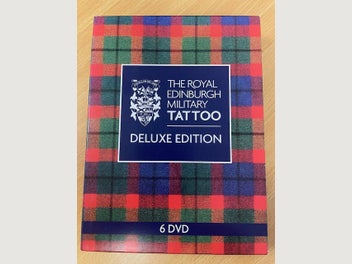 THE ROYAL
EDINBURGH
MILITARY
TATTOO
DELUXE EDITION
6 DVD